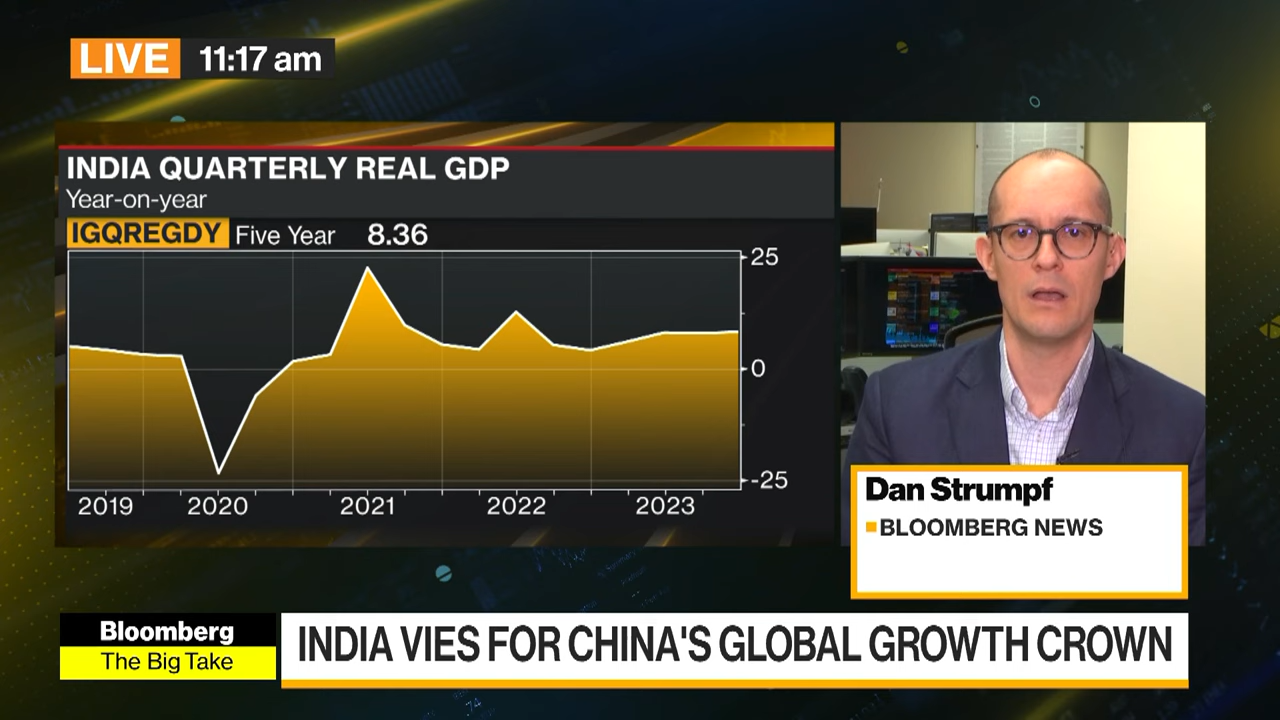 LIVE 11:17 am
INDIA QUARTERLY REAL GDP
Year-on-year
IGQREGDY Five Year 8.36
25
0
-25
2019 2020 2021 2022 2023
Dan Strumpf
BLOOMBERG NEWS
Bloomberg
The Big Take
INDIA VIES FOR CHINA'S GLOBAL GROWTH CROWN